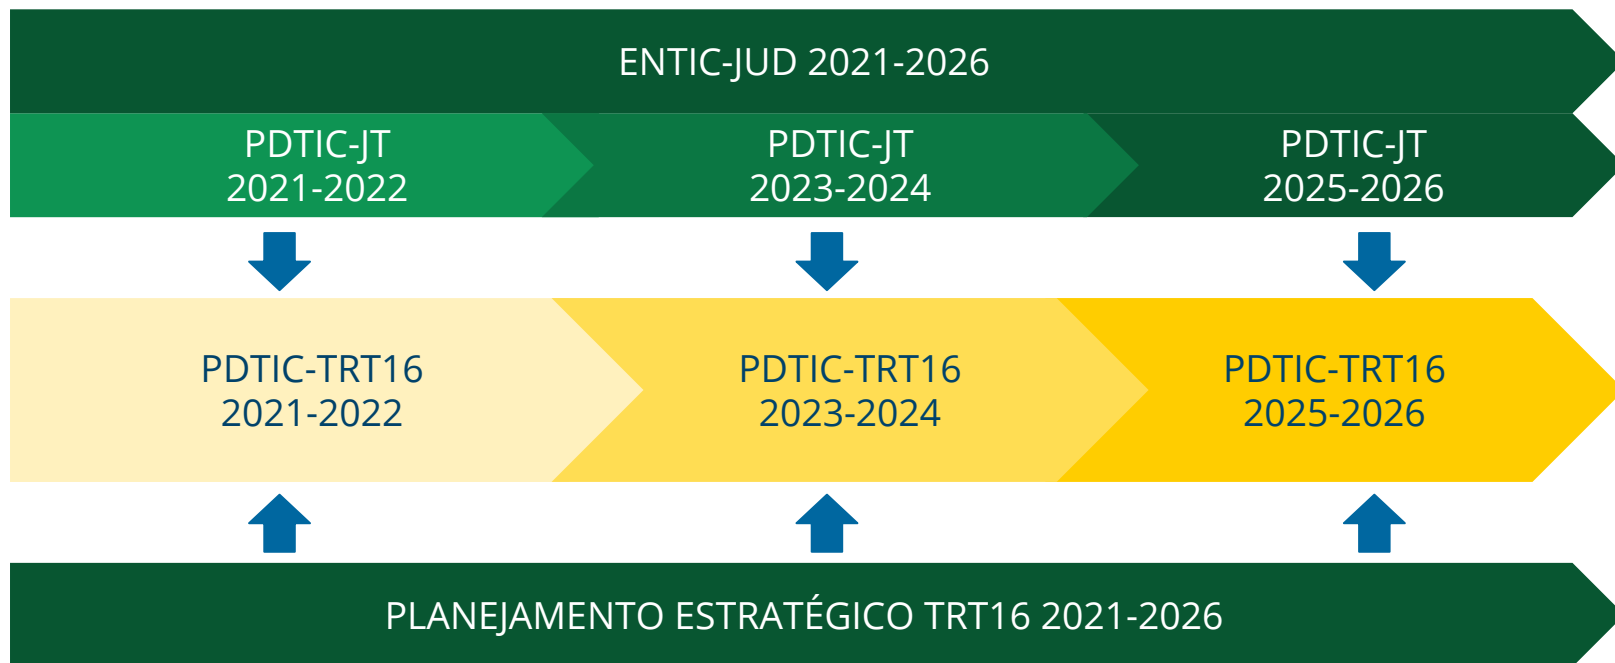 ENTIC-JUD 2021-2026
PDTIC-JT
2021-2022
PDTIC-JT
2023-2024
PDTIC-JT
2025-2026
PDTIC-TRT16
2021-2022
PDTIC-TRT16
2023-2024
PDTIC-TRT16
2025-2026
PLANEJAMENTO ESTRATÉGICO TRT16 2021-2026